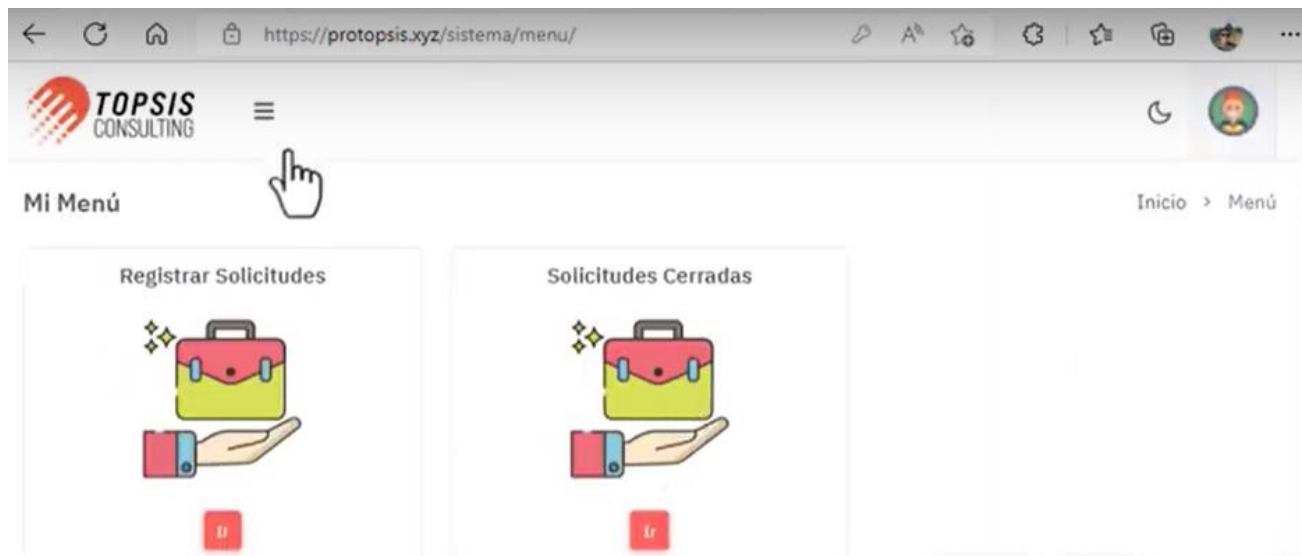 https://protopsis.xyz/sistema/menu/
TOPSIS
CONSULTING
Mi Menú
Inicio > Menú
Registrar Solicitudes
Solicitudes Cerradas
Ir
Ir